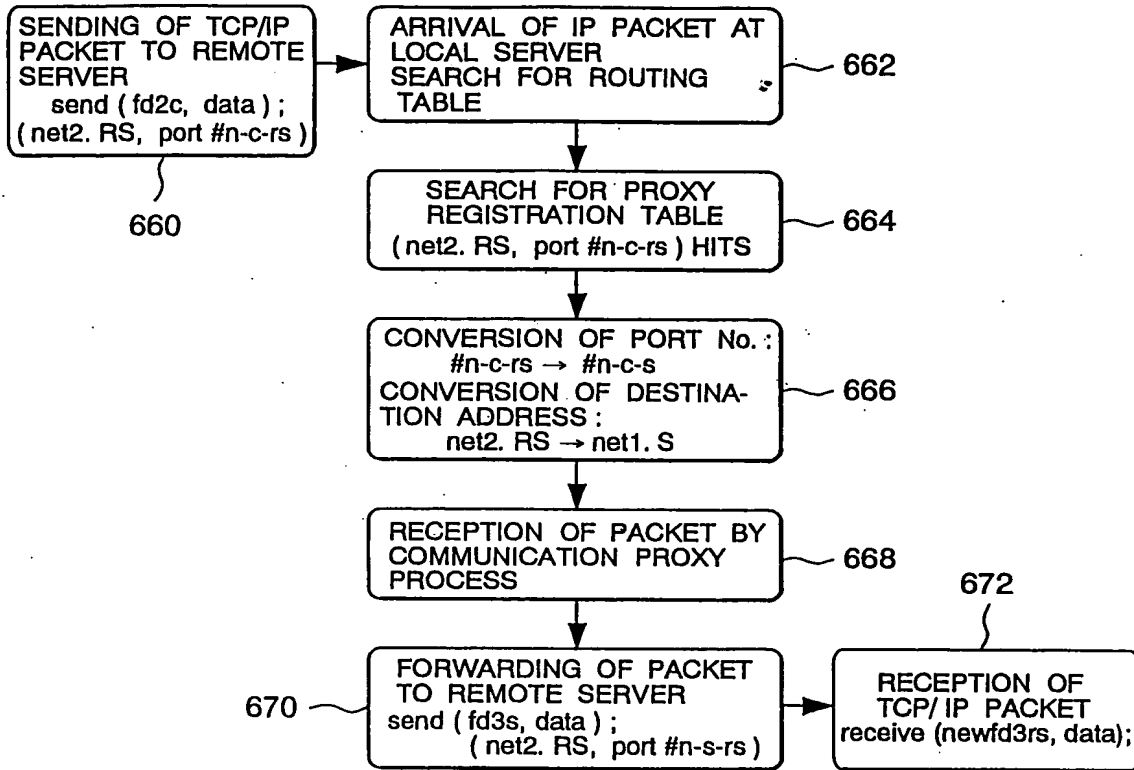 SENDING OF TCP/IP
PACKET TO REMOTE
SERVER
send ( fd2c, data ) ;
( net2. RS, port #n-c-rs )
660
ARRIVAL OF IP PACKET AT
LOCAL SERVER
SEARCH FOR ROUTING
TABLE
662
SEARCH FOR PROXY
REGISTRATION TABLE
( net2. RS, port #n-c-rs ) HITS
664
CONVERSION OF PORT No. :
#n-c-rs → #n-c-s
CONVERSION OF DESTINA-
TION ADDRESS :
net2. RS → net1. S
666
RECEPTION OF PACKET BY
COMMUNICATION PROXY
PROCESS
668
FORWARDING OF PACKET
TO REMOTE SERVER
send ( fd3s, data ) ;
( net2. RS, port #n-s-rs )
670
672
RECEPTION OF
TCP/ IP PACKET
receive (newfd3rs, data);